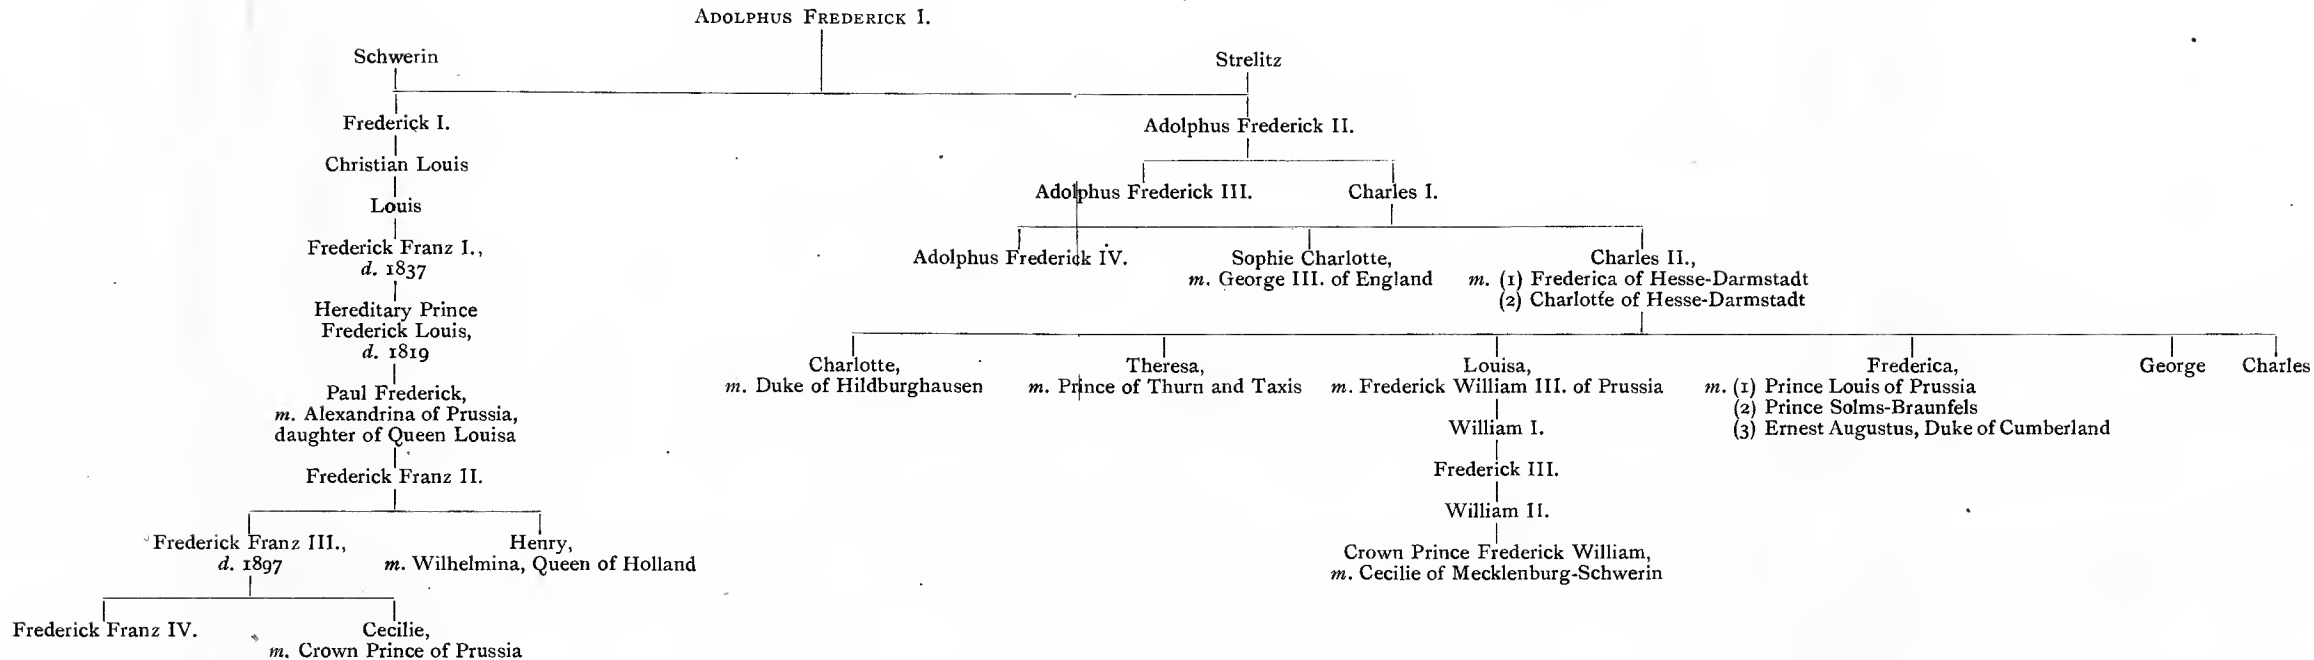 ADOLPHUS FREDERICK I.
Schwerin
Strelitz
Frederick I.
Adolphus Frederick II.
Christian Louis
Adolphus Frederick III.
Charles I.
Louis
Frederick Franz I.,
d. 1837
Adolphus Frederick IV.
Sophie Charlotte,
m. George III. of England
Charles II.,
m. (1) Frederica of Hesse-Darmstadt
(2) Charlotte of Hesse-Darmstadt
Hereditary Prince
Frederick Louis,
d. 1819
Charlotte,
m. Duke of Hildburghausen
Theresa,
m. Prince of Thurn and Taxis
Louisa,
m. Frederick William III. of Prussia
Frederica,
m. (1) Prince Louis of Prussia
(2) Prince Solms-Braunfels
(3) Ernest Augustus, Duke of Cumberland
George
Charles
Paul Frederick,
m. Alexandrina of Prussia,
daughter of Queen Louisa
William I.
Frederick Franz II.
Frederick III.
William II.
Frederick Franz III.,
d. 1897
Henry,
m. Wilhelmina, Queen of Holland
Crown Prince Frederick William,
m. Cecilie of Mecklenburg-Schwerin
Frederick Franz IV.
Cecilie,
m. Crown Prince of Prussia